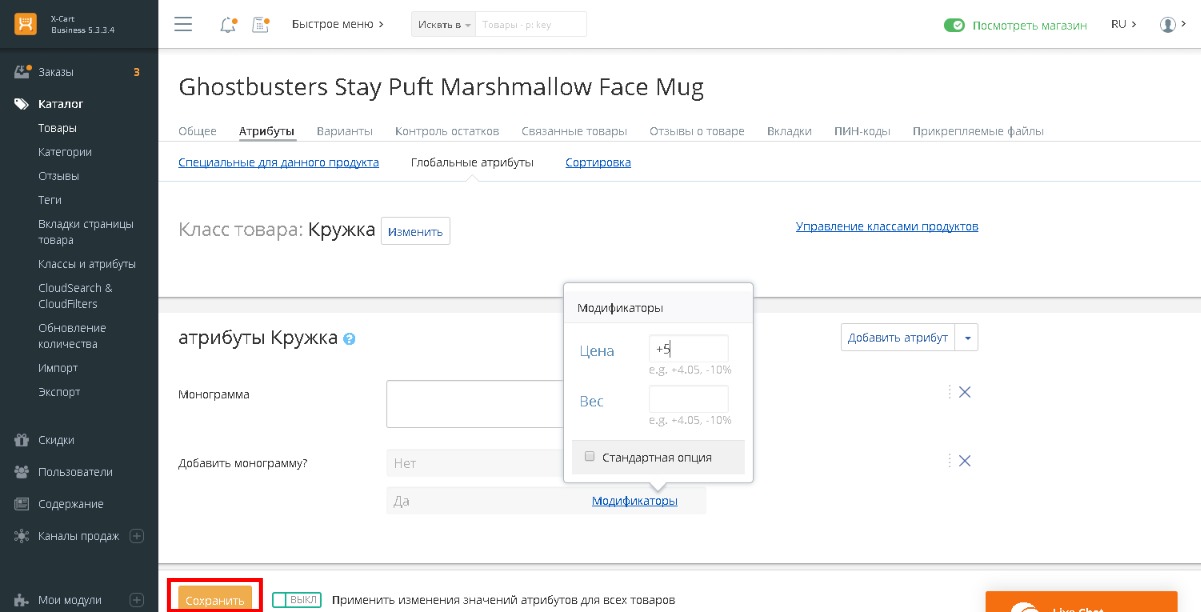 X-Cart
Business 5.3.3.4
Быстрое меню
Искать в
Товары - pr key
Посмотреть магазин
RU
Заказы
3
Каталог
Товары
Категории
Отзывы
Теги
Вкладки страницы
товара
Классы и атрибуты
CloudSearch &
CloudFilters
Обновление
количества
Импорт
Экспорт
Скидки
Пользователи
Содержание
Каналы продаж
Мои модули
Ghostbusters Stay Puft Marshmallow Face Mug
Общее Атрибуты Варианты Контроль остатков Связанные товары Отзывы о товаре Вкладки ПИН-коды Прикрепляемые файлы
Специальные для данного продукта Глобальные атрибуты Сортировка
Класс товара: Кружка Изменить
Управление классами продуктов
атрибуты Кружка ?
Добавить атрибут
Модификаторы
Цена
+5
e.g. +4.05, -10%
Вес
e.g. +4.05, -10%
Стандартная опция
Монограмма
Добавить монограмму?
Нет
Да
Модификаторы
Сохранить
ВЫКЛ
Применить изменения значений атрибутов для всех товаров
Live Chat